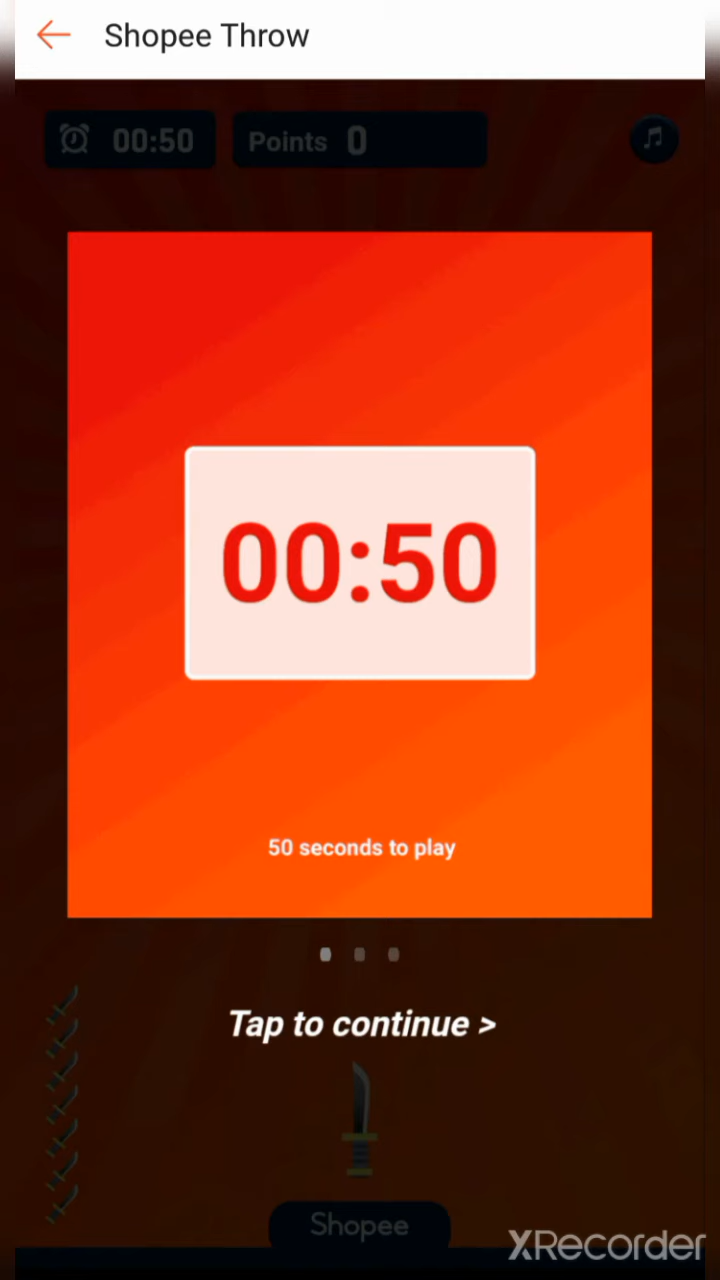 Shopee Throw
00:50
Points 0
00:50
50 seconds to play
Tap to continue >
Shopee
XRecorder